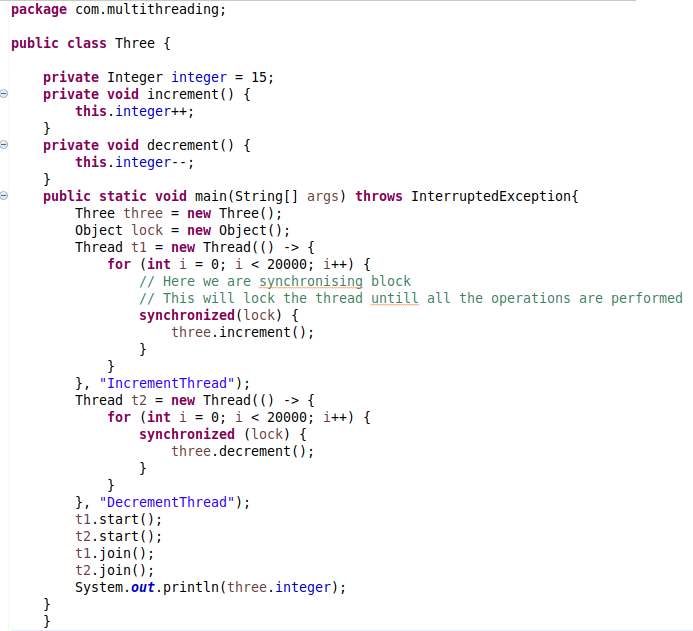 package com.multithreading;
public class Three {
private Integer integer = 15;
private void increment() {
this.integer++;
}
private void decrement() {
this.integer--;
}
public static void main(String[] args) throws InterruptedException{
Three three = new Three();
Object lock = new Object();
Thread t1 = new Thread(() -> {
for (int i = 0; i < 20000; i++) {
// Here we are synchronising block
// This will lock the thread untill all the operations are performed
synchronized(lock) {
three.increment();
}
}
}, "IncrementThread");
Thread t2 = new Thread(() -> {
for (int i = 0; i < 20000; i++) {
synchronized (lock) {
three.decrement();
}
}
}, "DecrementThread");
t1.start();
t2.start();
t1.join();
t2.join();
System.out.println(three.integer);
}
}